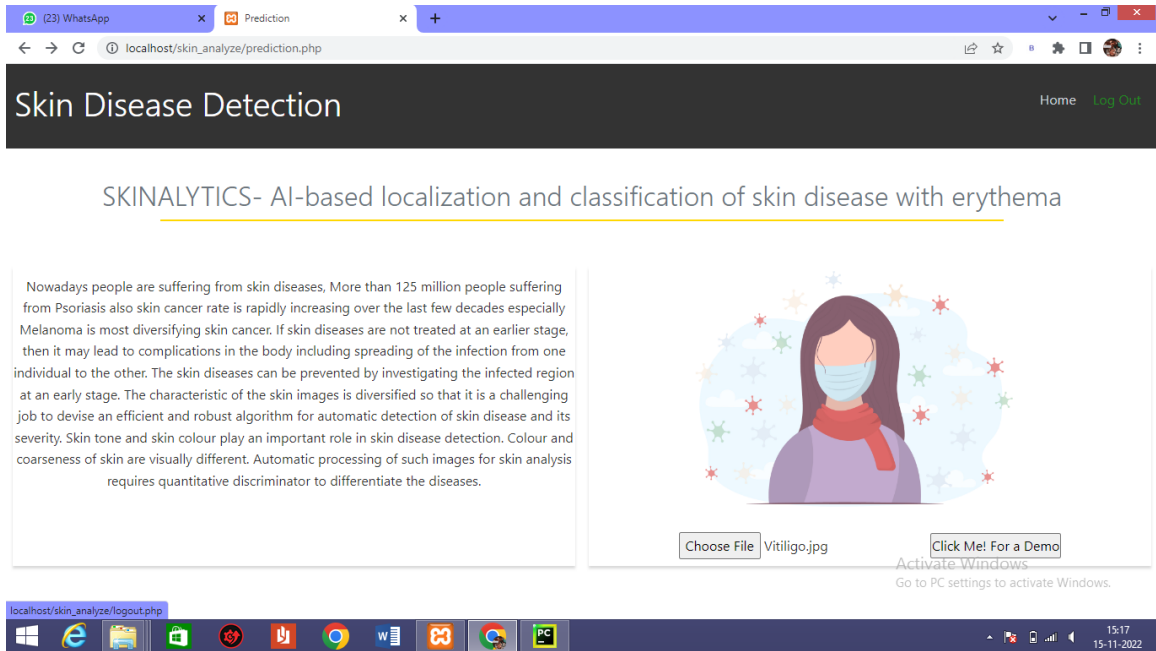 (23) WhatsApp
Prediction
localhost/skin_analyze/prediction.php
Skin Disease Detection
Home
Log Out
SKINALYTICS- AI-based localization and classification of skin disease with erythema
Nowadays people are suffering from skin diseases, More than 125 million people suffering
from Psoriasis also skin cancer rate is rapidly increasing over the last few decades especially
Melanoma is most diversifying skin cancer. If skin diseases are not treated at an earlier stage,
then it may lead to complications in the body including spreading of the infection from one
individual to the other. The skin diseases can be prevented by investigating the infected region
at an early stage. The characteristic of the skin images is diversified so that it is a challenging
job to devise an efficient and robust algorithm for automatic detection of skin disease and its
severity. Skin tone and skin colour play an important role in skin disease detection. Colour and
coarseness of skin are visually different. Automatic processing of such images for skin analysis
requires quantitative discriminator to differentiate the diseases.
Choose File Vitiligo.jpg
Click Me! For a Demo
Activate Windows
Go to PC settings to activate Windows.
localhost/skin_analyze/logout.php
15:17
15-11-2022